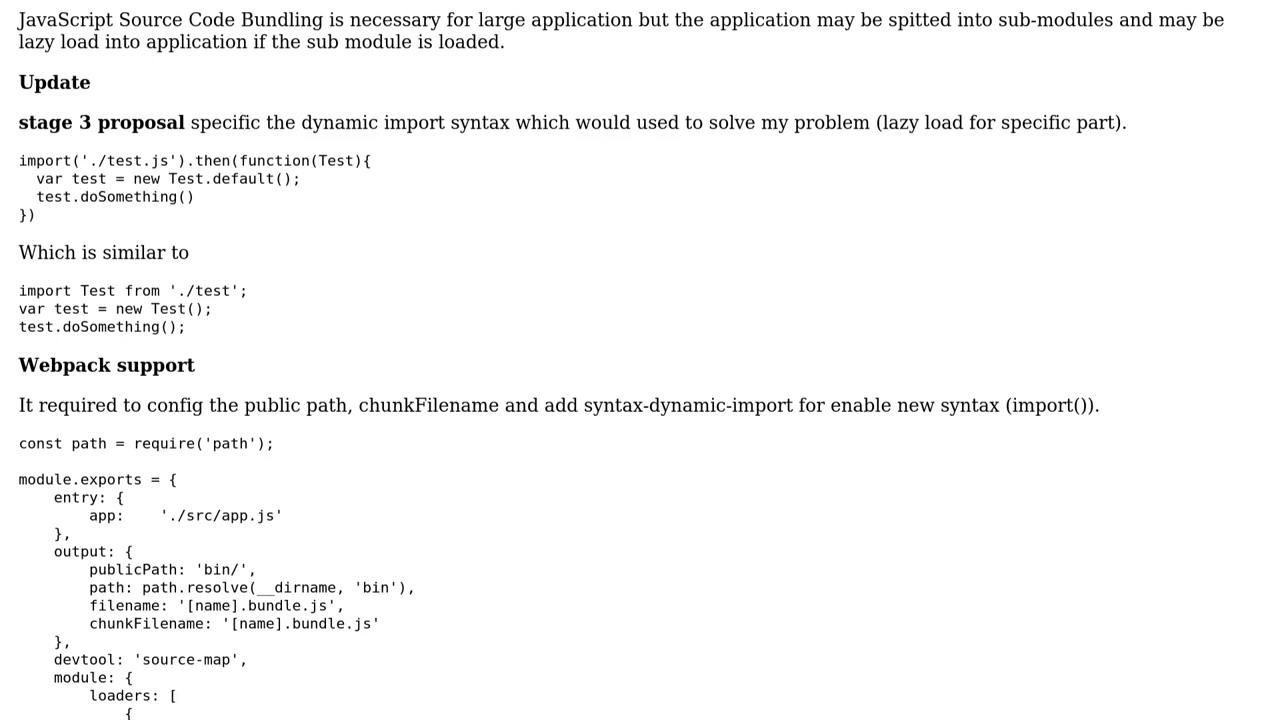 JavaScript Source Code Bundling is necessary for large application but the application may be spitted into sub-modules and may be
lazy load into application if the sub module is loaded.
Update
stage 3 proposal specific the dynamic import syntax which would used to solve my problem (lazy load for specific part).
import('./test.js').then(function(Test){
  var test = new Test.default();
  test.doSomething()
})
Which is similar to
import Test from './test';
var test = new Test();
test.doSomething();
Webpack support
It required to config the public path, chunkFilename and add syntax-dynamic-import for enable new syntax (import()).
const path = require('path');
module.exports = {
    entry: {
        app:    './src/app.js'
    },
    output: {
        publicPath: 'bin/',
        path: path.resolve(__dirname, 'bin'),
        filename: '[name].bundle.js',
        chunkFilename: '[name].bundle.js'
    },
    devtool: 'source-map',
    module: {
        loaders: [
            {